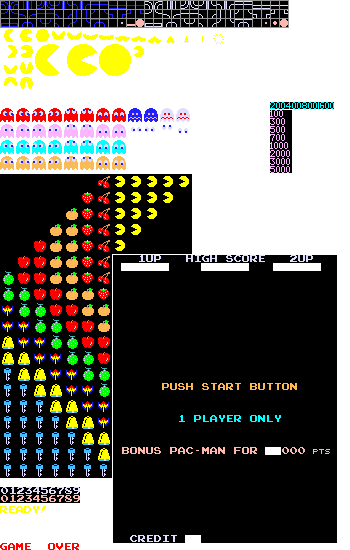 2004008001600
100
300
500
700
1000
2000
3000
5000
1UP HIGH SCORE 2UP
PUSH START BUTTON
1 PLAYER ONLY
BONUS PAC-MAN FOR 000 PTS
CREDIT
0123456789
0123456789
READY!
GAME OVER